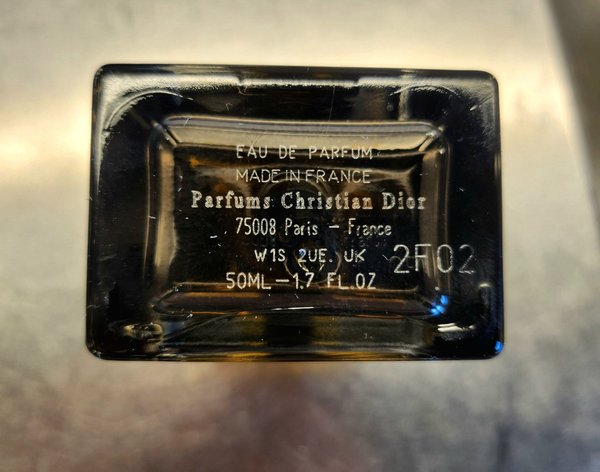 EAU DE PARFUM
MADE IN FRANCE
Parfums Christian Dior
75008 Paris – France
W1S 2UE. UK
2F02
50ML–1.7 FL.OZ